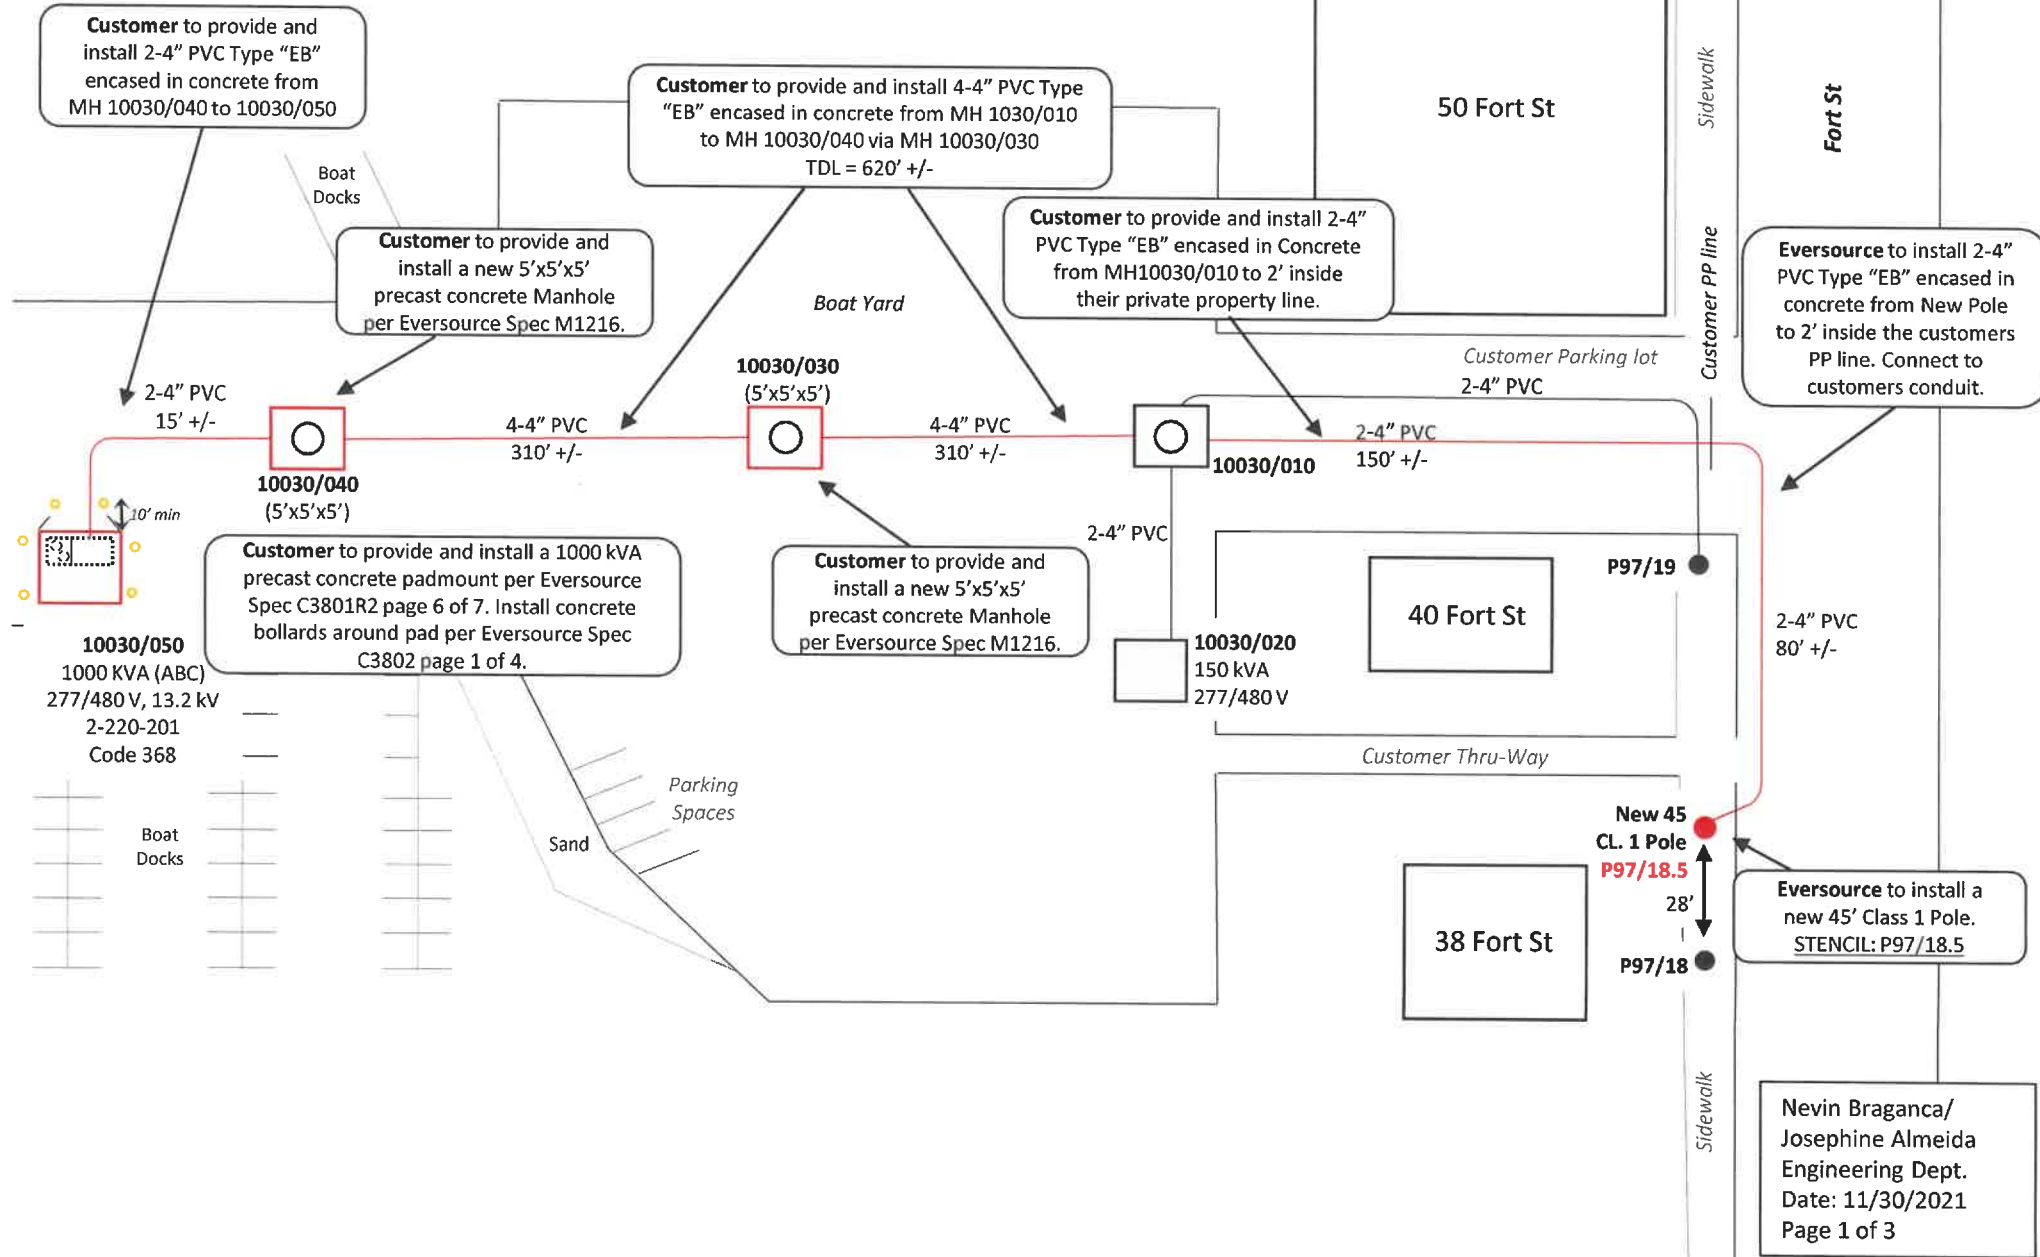 Customer to provide and
install 2-4” PVC Type “EB”
encased in concrete from
MH 10030/040 to 10030/050
Customer to provide and install 4-4” PVC Type
“EB” encased in concrete from MH 1030/010
to MH 10030/040 via MH 10030/030
TDL = 620’ +/-
50 Fort St
Sidewalk
Fort St
Boat
Docks
Customer to provide and
install a new 5’x5’x5’
precast concrete Manhole
per Eversource Spec M1216.
Boat Yard
Customer to provide and install 2-4”
PVC Type “EB” encased in Concrete
from MH10030/010 to 2’ inside
their private property line.
Customer PP line
Eversource to install 2-4”
PVC Type “EB” encased in
concrete from New Pole
to 2’ inside the customers
PP line. Connect to
customers conduit.
Customer Parking lot
2-4” PVC
2-4” PVC
15’ +/-
10030/030
(5’x5’x5’)
4-4” PVC
310’ +/-
4-4” PVC
310’ +/-
2-4” PVC
150’ +/-
10030/010
10030/040
(5’x5’x5’)
10’ min
2-4” PVC
Customer to provide and install a 1000 kVA
precast concrete padmount per Eversource
Spec C3801R2 page 6 of 7. Install concrete
bollards around pad per Eversource Spec
C3802 page 1 of 4.
Customer to provide and
install a new 5’x5’x5’
precast concrete Manhole
per Eversource Spec M1216.
P97/19
40 Fort St
2-4” PVC
80’ +/-
10030/050
1000 KVA (ABC)
277/480 V, 13.2 kV
2-220-201
Code 368
10030/020
150 kVA
277/480 V
Customer Thru-Way
Parking
Spaces
Sand
Boat
Docks
New 45
CL. 1 Pole
P97/18.5
28’
P97/18
38 Fort St
Eversource to install a
new 45’ Class 1 Pole.
STENCIL: P97/18.5
Sidewalk
Nevin Braganca/
Josephine Almeida
Engineering Dept.
Date: 11/30/2021
Page 1 of 3